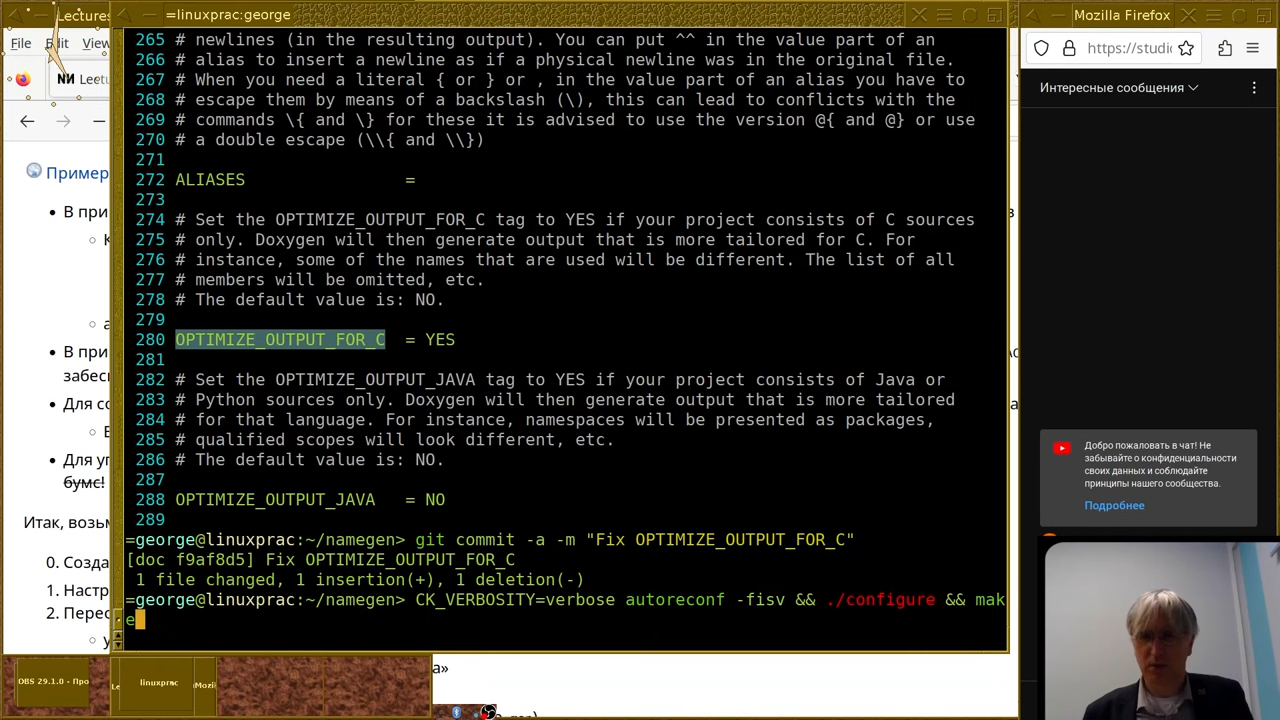 Lectures
=linuxprac:george
Mozilla Firefox
File Edit View
https://studi
Интересные сообщения
Пример
В при
К
а
В при
забесп
Для со
Е
Для уп
бумс!
Итак, возьм
0. Созда
1. Настр
2. Перес
у
265 # newlines (in the resulting output). You can put ^^ in the value part of an
266 # alias to insert a newline as if a physical newline was in the original file.
267 # When you need a literal { or } or , in the value part of an alias you have to
268 # escape them by means of a backslash (\), this can lead to conflicts with the
269 # commands \{ and \} for these it is advised to use the version @{ and @} or use
270 # a double escape (\\{ and \\})
271
272 ALIASES =
273
274 # Set the OPTIMIZE_OUTPUT_FOR_C tag to YES if your project consists of C sources
275 # only. Doxygen will then generate output that is more tailored for C. For
276 # instance, some of the names that are used will be different. The list of all
277 # members will be omitted, etc.
278 # The default value is: NO.
279
280 OPTIMIZE_OUTPUT_FOR_C = YES
281
282 # Set the OPTIMIZE_OUTPUT_JAVA tag to YES if your project consists of Java or
283 # Python sources only. Doxygen will then generate output that is more tailored
284 # for that language. For instance, namespaces will be presented as packages,
285 # qualified scopes will look different, etc.
286 # The default value is: NO.
287
288 OPTIMIZE_OUTPUT_JAVA = NO
289
=george@linuxprac:~/namegen> git commit -a -m "Fix OPTIMIZE_OUTPUT_FOR_C"
[doc f9af8d5] Fix OPTIMIZE_OUTPUT_FOR_C
1 file changed, 1 insertion(+), 1 deletion(-)
=george@linuxprac:~/namegen> CK_VERBOSITY=verbose autoreconf -fisv && ./configure && mak
e
Добро пожаловать в чат! Не
забывайте о конфиденциальности
своих данных и соблюдайте
принципы нашего сообщества.
Подробнее
OBS 29.1.0 - Про
linuxprac
а»